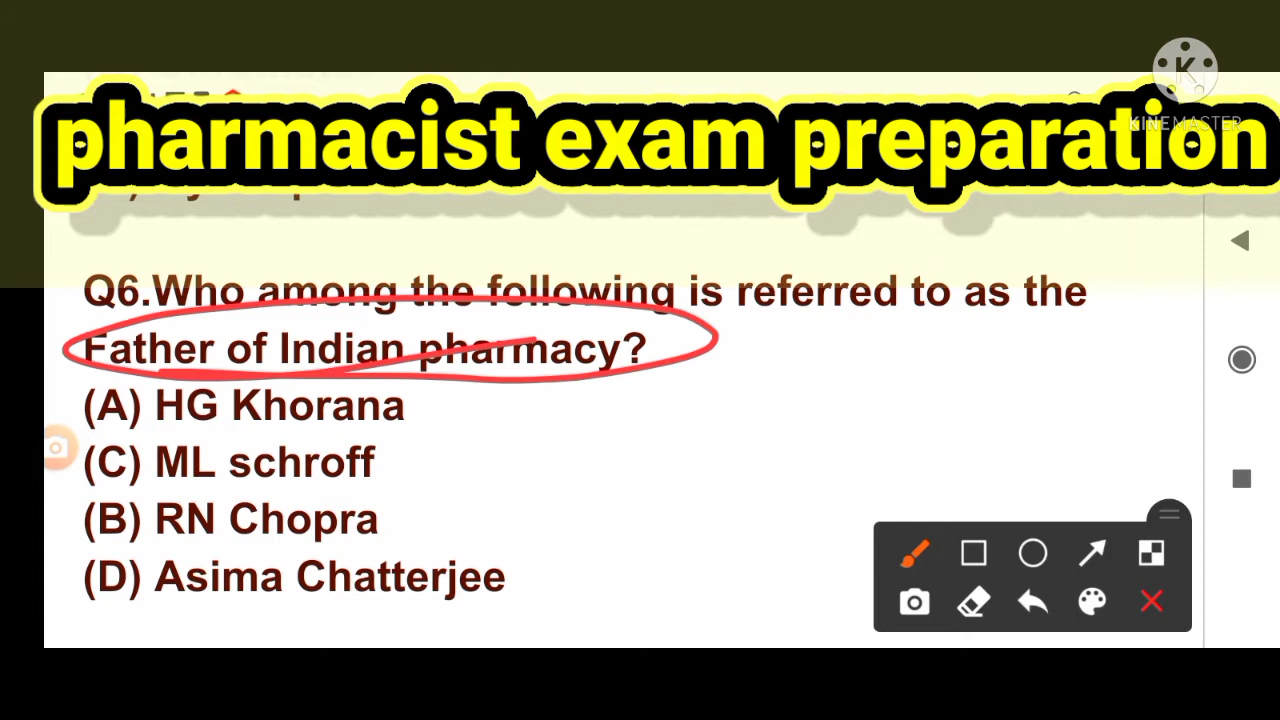 pharmacist exam preparation
KINEMASTER
Q6.Who among the following is referred to as the
Father of Indian pharmacy?
(A) HG Khorana
(C) ML schroff
(B) RN Chopra
(D) Asima Chatterjee